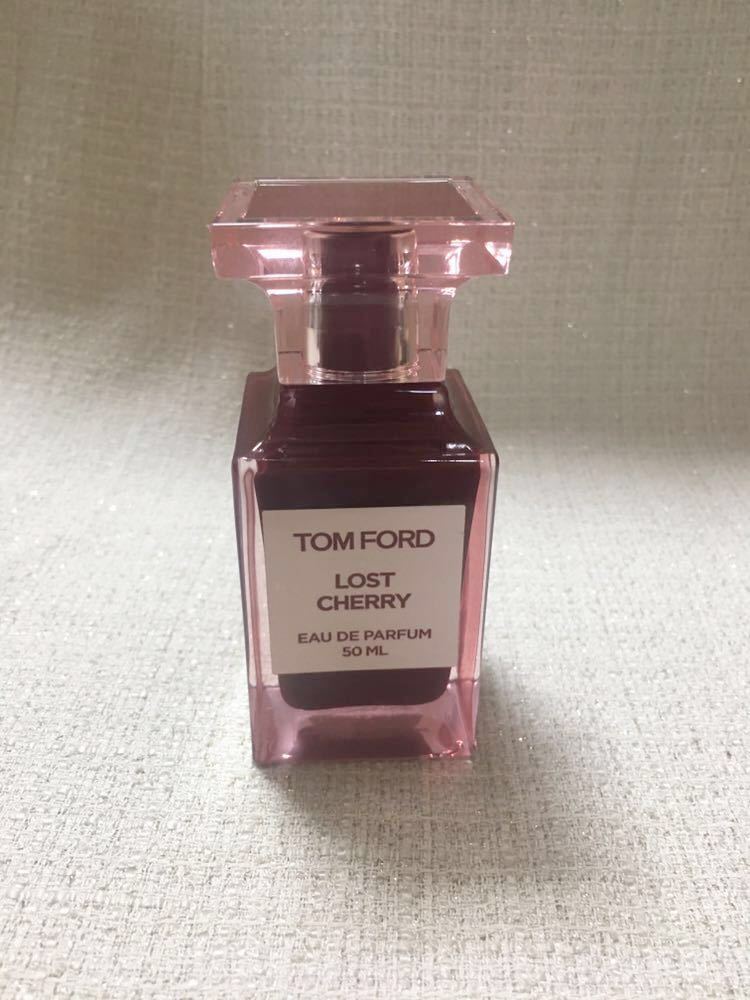 TOM FORD
LOST
CHERRY
EAU DE PARFUM
50 ML